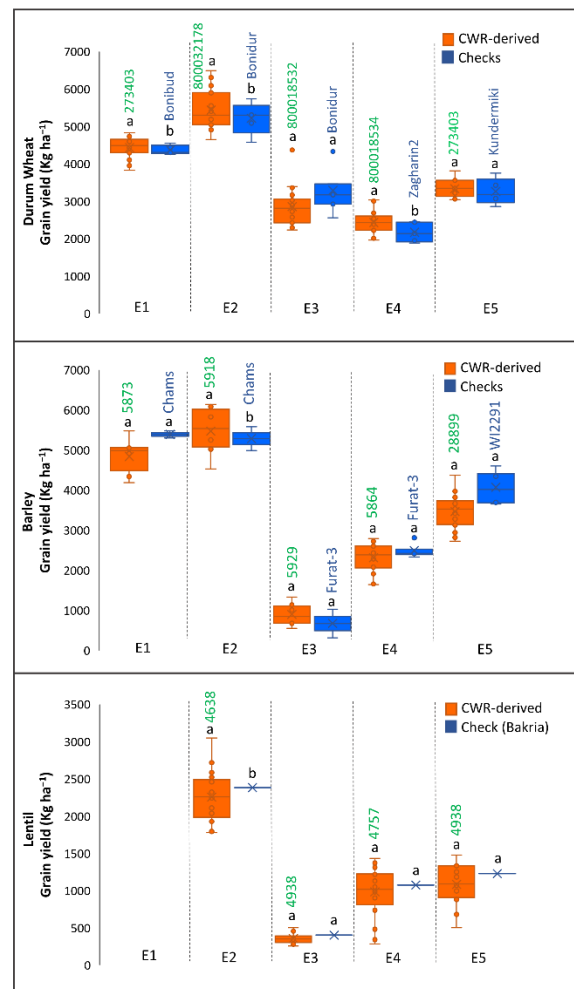 Durum Wheat
Grain yield (Kg ha⁻¹)
7000
6000
5000
4000
3000
2000
1000
0
CWR-derived
Checks
273403
a
Bonibud
b
800032178
a
Bonidur
b
800018532
a
Bonidur
a
800018534
a
Zagharin2
b
273403
a
Kundermiki
a
E1 E2 E3 E4 E5
Barley
Grain yield (Kg ha⁻¹)
7000
6000
5000
4000
3000
2000
1000
0
CWR-derived
Checks
5873
a
Chams
a
5918
a
Chams
b
5929
a
Furat-3
a
5864
a
Furat-3
a
28899
a
WI2291
a
E1 E2 E3 E4 E5
Lentil
Grain yield (Kg ha⁻¹)
3500
3000
2500
2000
1500
1000
500
0
CWR-derived
Check (Bakria)
4638
a
b
4938
a
a
4757
a
a
4938
a
a
E1 E2 E3 E4 E5